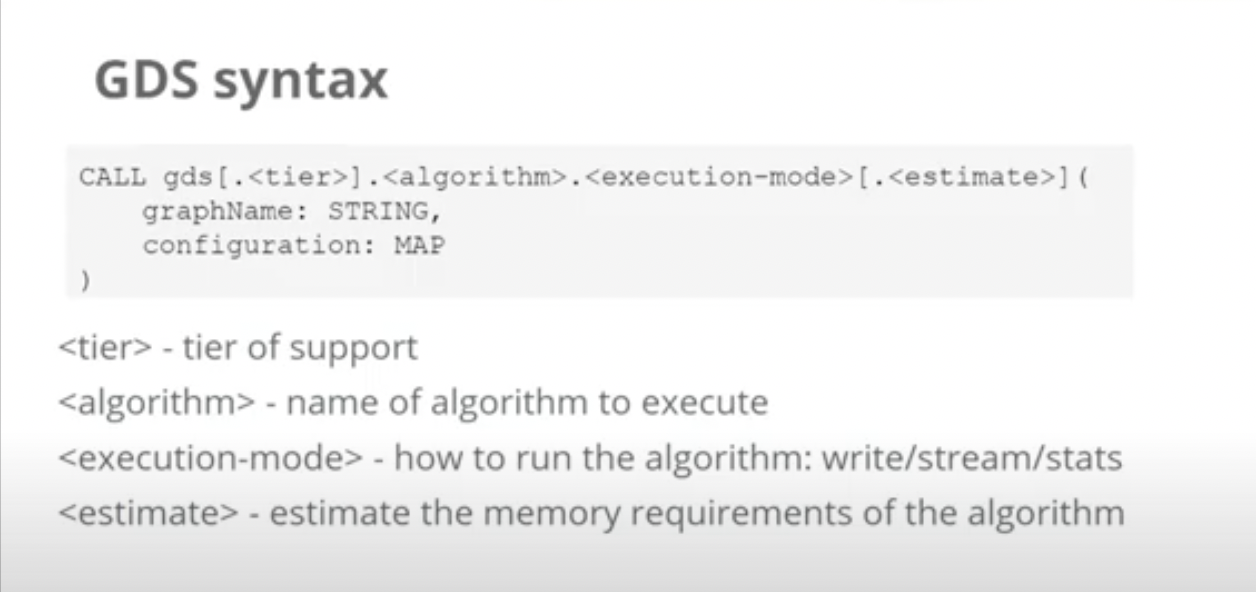 GDS syntax
CALL gds[.<tier>].<algorithm>.<execution-mode>[.<estimate>](
graphName: STRING,
configuration: MAP
)
<tier> - tier of support
<algorithm> - name of algorithm to execute
<execution-mode> - how to run the algorithm: write/stream/stats
<estimate> - estimate the memory requirements of the algorithm